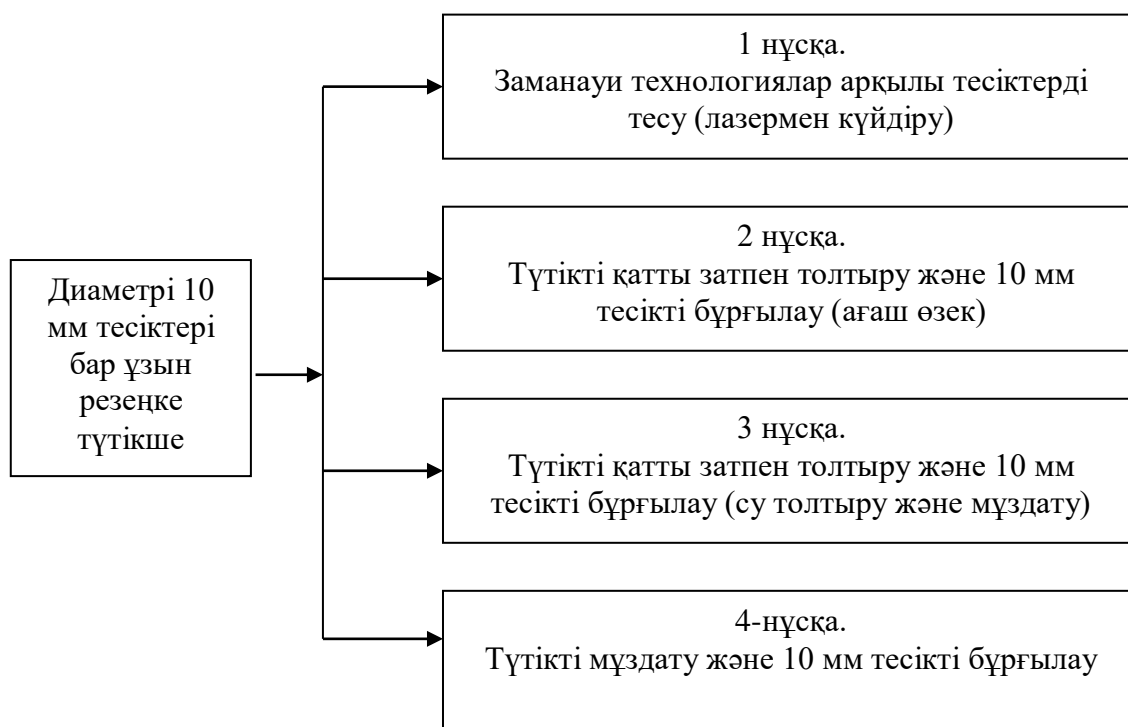 Диаметрі 10
мм тесіктері
бар ұзын
резеңке
түтікше
1 нұсқа.
Заманауи технологиялар арқылы тесіктерді
тесу (лазермен күйдіру)
2 нұсқа.
Түтікті қатты затпен толтыру және 10 мм
тесікті бұрғылау (ағаш өзек)
3 нұсқа.
Түтікті қатты затпен толтыру және 10 мм
тесікті бұрғылау (су толтыру және мұздату)
4-нұсқа.
Түтікті мұздату және 10 мм тесікті бұрғылау